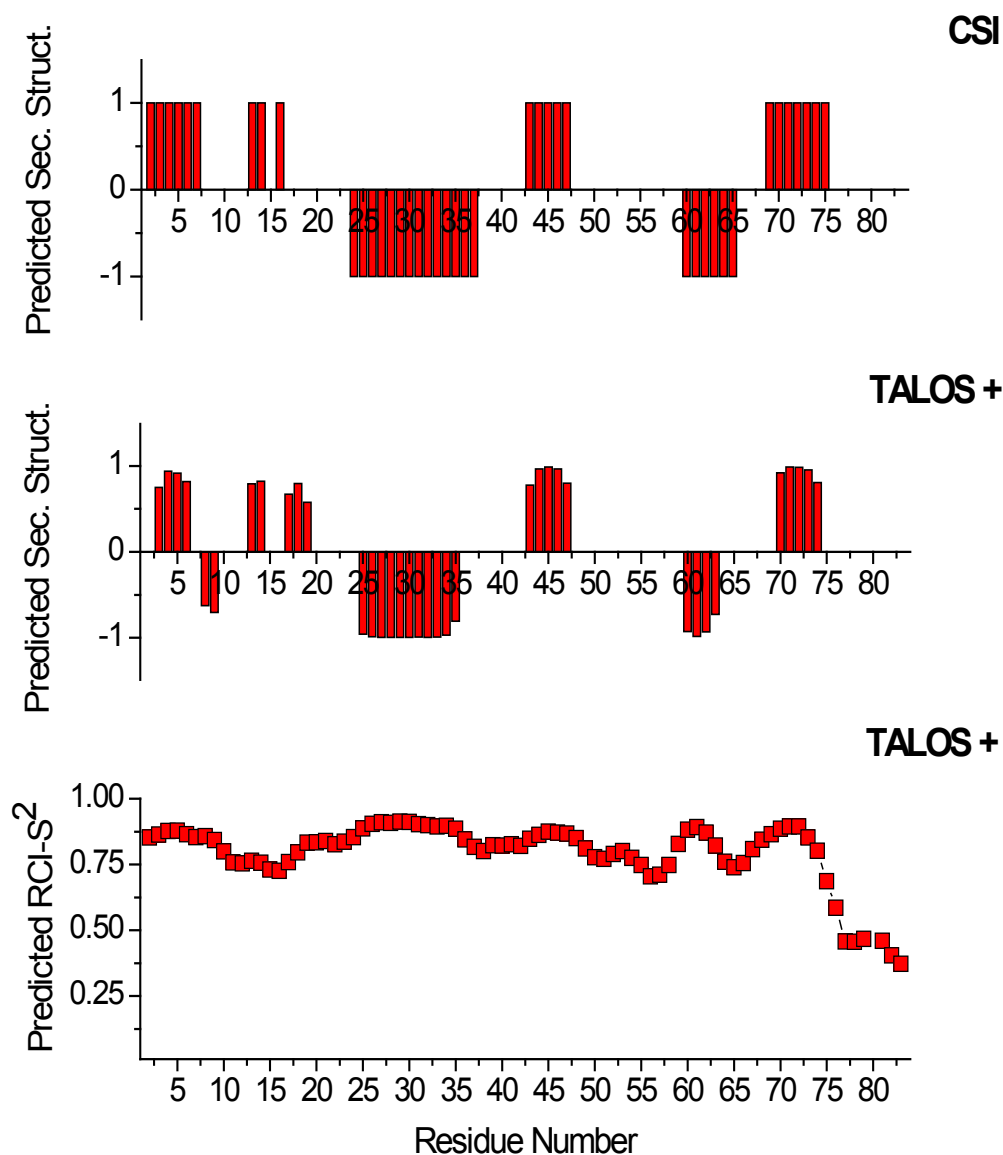 CSI
Predicted Sec. Struct.
1
0
-1
5 10 15 20 25 30 35 40 45 50 55 60 65 70 75 80
TALOS +
Predicted Sec. Struct.
1
0
-1
5 10 15 20 25 30 35 40 45 50 55 60 65 70 75 80
TALOS +
Predicted RCI-S²
1.00
0.75
0.50
0.25
5 10 15 20 25 30 35 40 45 50 55 60 65 70 75 80
Residue Number